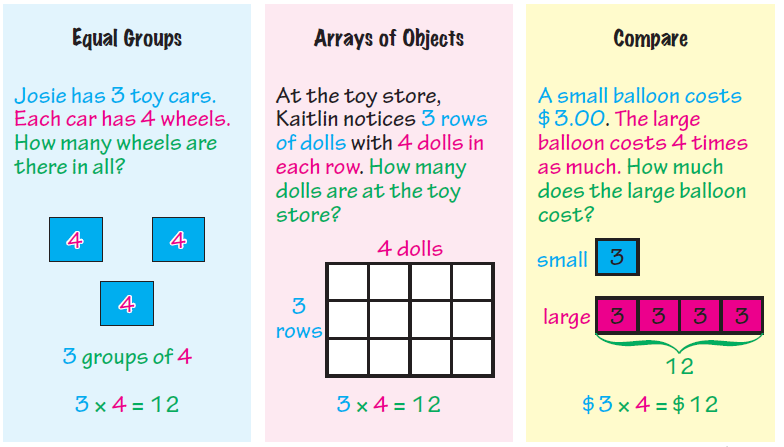 Equal Groups
Josie has 3 toy cars.
Each car has 4 wheels.
How many wheels are
there in all?
4
4
4
3 groups of 4
3 × 4 = 12
Arrays of Objects
At the toy store,
Kaitlin notices 3 rows
of dolls with 4 dolls in
each row. How many
dolls are at the toy
store?
4 dolls
3
rows
3 × 4 = 12
Compare
A small balloon costs
$3.00. The large
balloon costs 4 times
as much. How much
does the large balloon
cost?
small 3
large 3 3 3 3
12
$3 × 4 = $12